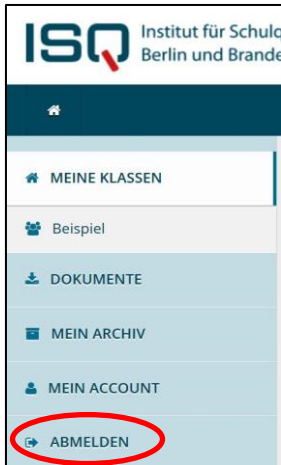 ISQ
Institut für Schulq
Berlin und Brande
MEINE KLASSEN
Beispiel
DOKUMENTE
MEIN ARCHIV
MEIN ACCOUNT
ABMELDEN